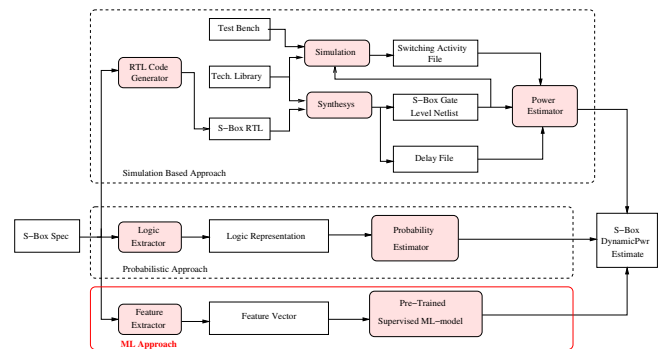 Test Bench
Simulation
Switching Activity
File
RTL Code
Generator
Tech. Library
Power
Estimator
Synthesys
S-Box Gate
Level Netlist
S-Box RTL
Delay File
Simulation Based Approach
S-Box Spec
Logic
Extractor
Logic Representation
Probability
Estimator
S-Box
DynamicPwr
Estimate
Probabilistic Approach
Feature
Extractor
Feature Vector
Pre-Trained
Supervised ML-model
ML Approach